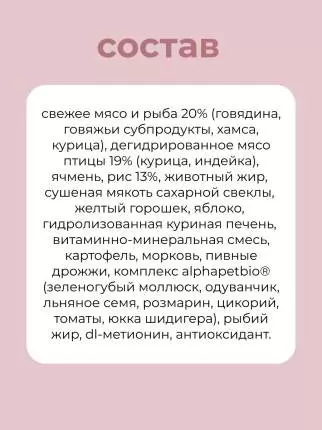 состав
свежее мясо и рыба 20% (говядина,
говяжьи субпродукты, хамса,
курица), дегидрированное мясо
птицы 19% (курица, индейка),
ячмень, рис 13%, животный жир,
сушеная мякоть сахарной свеклы,
желтый горошек, яблоко,
гидролизованная куриная печень,
витаминно-минеральная смесь,
картофель, морковь, пивные
дрожжи, комплекс alphapetbio®
(зеленогубый моллюск, одуванчик,
льняное семя, розмарин, цикорий,
томаты, юкка шидигера), рыбий
жир, dl-метионин, антиоксидант.